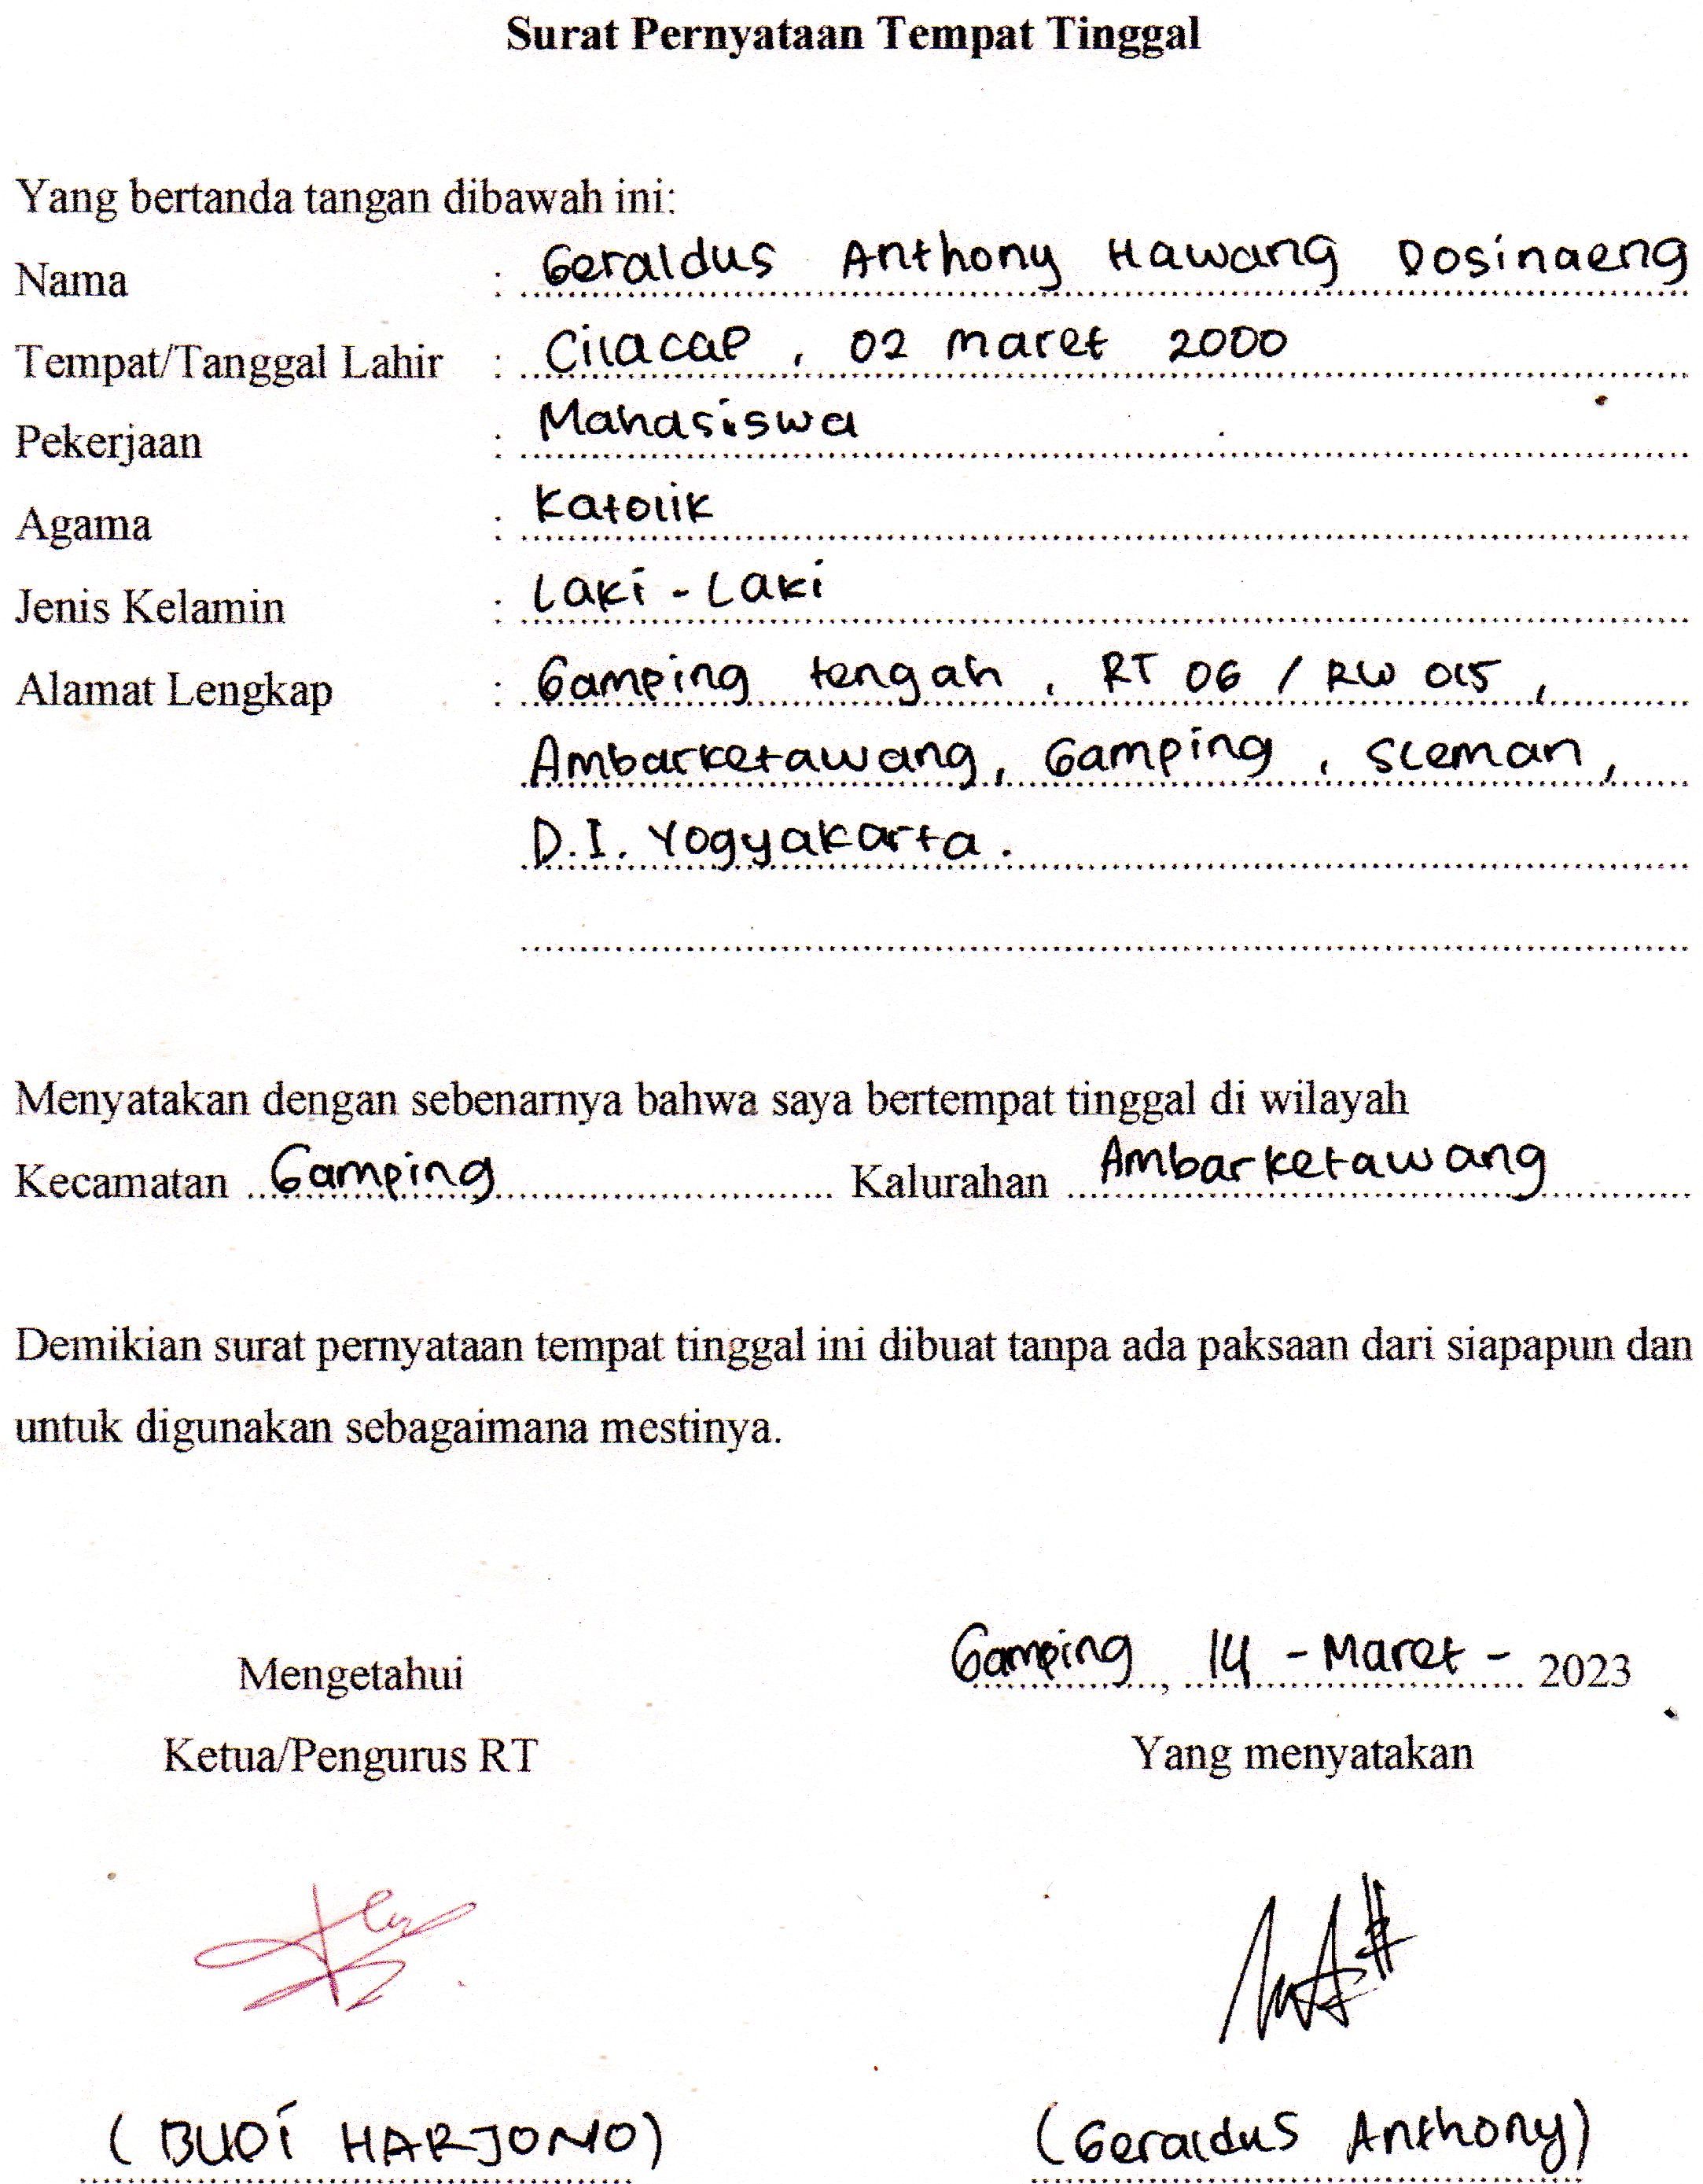 Surat Pernyataan Tempat Tinggal
Yang bertanda tangan dibawah ini:
Nama : Geraldus Anthony Hawang Dosinaeng
Tempat/Tanggal Lahir : Cilacap, 02 Maret 2000
Pekerjaan : Mahasiswa
Agama : Katolik
Jenis Kelamin : Laki - Laki
Alamat Lengkap : Gamping tengah, RT 06 / RW 015,
Ambarketawang, Gamping, Sleman,
D.I. Yogyakarta.
Menyatakan dengan sebenarnya bahwa saya bertempat tinggal di wilayah
Kecamatan Gamping Kalurahan Ambarketawang
Demikian surat pernyataan tempat tinggal ini dibuat tanpa ada paksaan dari siapapun dan
untuk digunakan sebagaimana mestinya.
Gamping, 14 - Maret - 2023
Mengetahui
Ketua/Pengurus RT Yang menyatakan
(BUDI HARJONO) (Geraldus Anthony)